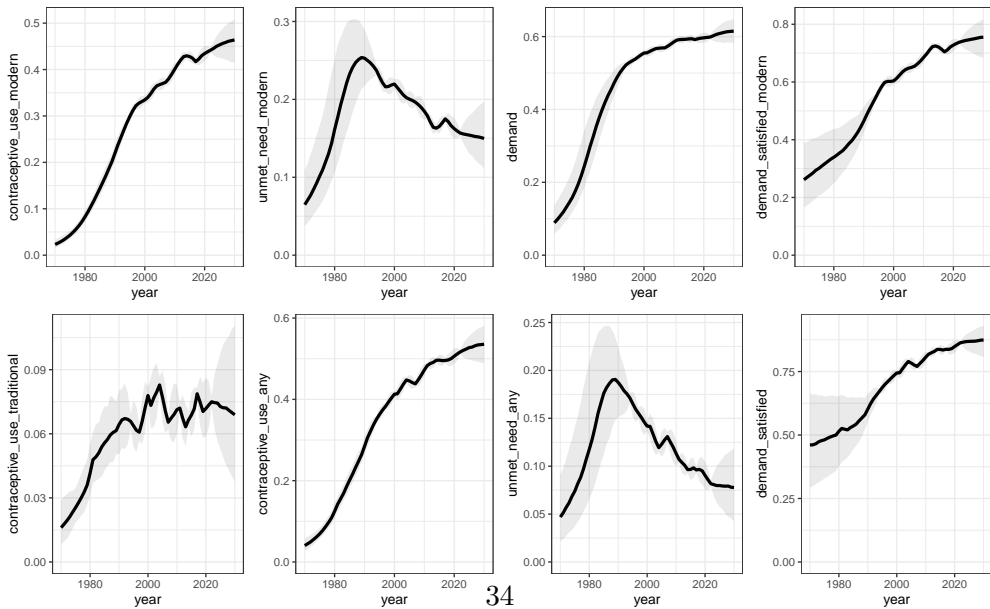 contraceptive_use_modern
0.5
0.4
0.3
0.2
0.1
0.0
1980 2000 2020
year
unmet_need_modern
0.3
0.2
0.1
0.0
1980 2000 2020
year
demand
0.6
0.4
0.2
0.0
1980 2000 2020
year
demand_satisfied_modern
0.8
0.6
0.4
0.2
0.0
1980 2000 2020
year
contraceptive_use_traditional
0.09
0.06
0.03
0.00
1980 2000 2020
year
contraceptive_use_any
0.6
0.4
0.2
0.0
1980 2000 2020
year
unmet_need_any
0.25
0.20
0.15
0.10
0.05
0.00
1980 2000 2020
year
demand_satisfied
0.75
0.50
0.25
0.00
1980 2000 2020
year
34